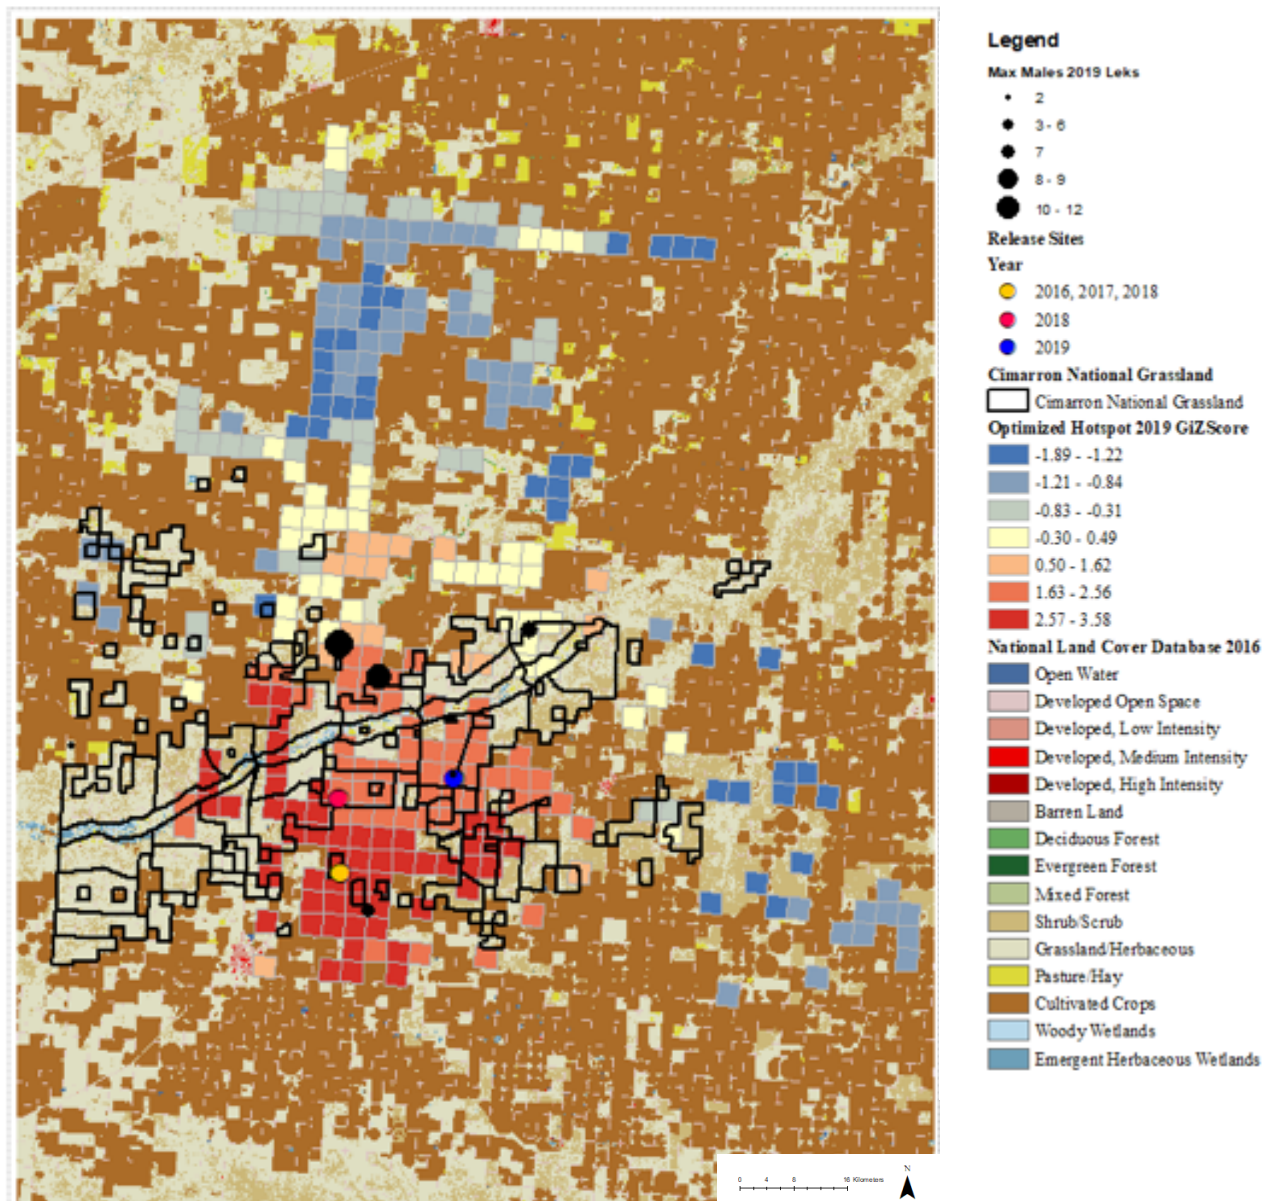 Legend
Max Males 2019 Leks
2
3 - 6
7
8 - 9
10 - 12
Release Sites
Year
2016, 2017, 2018
2018
2019
Cimarron National Grassland
Cimarron National Grassland
Optimized Hotspot 2019 GiZScore
-1.89 - -1.22
-1.21 - -0.84
-0.83 - -0.31
-0.30 - 0.49
0.50 - 1.62
1.63 - 2.56
2.57 - 3.58
National Land Cover Database 2016
Open Water
Developed Open Space
Developed, Low Intensity
Developed, Medium Intensity
Developed, High Intensity
Barren Land
Deciduous Forest
Evergreen Forest
Mixed Forest
Shrub/Scrub
Grassland/Herbaceous
Pasture/Hay
Cultivated Crops
Woody Wetlands
Emergent Herbaceous Wetlands
N
0 4 8 16 Kilometers